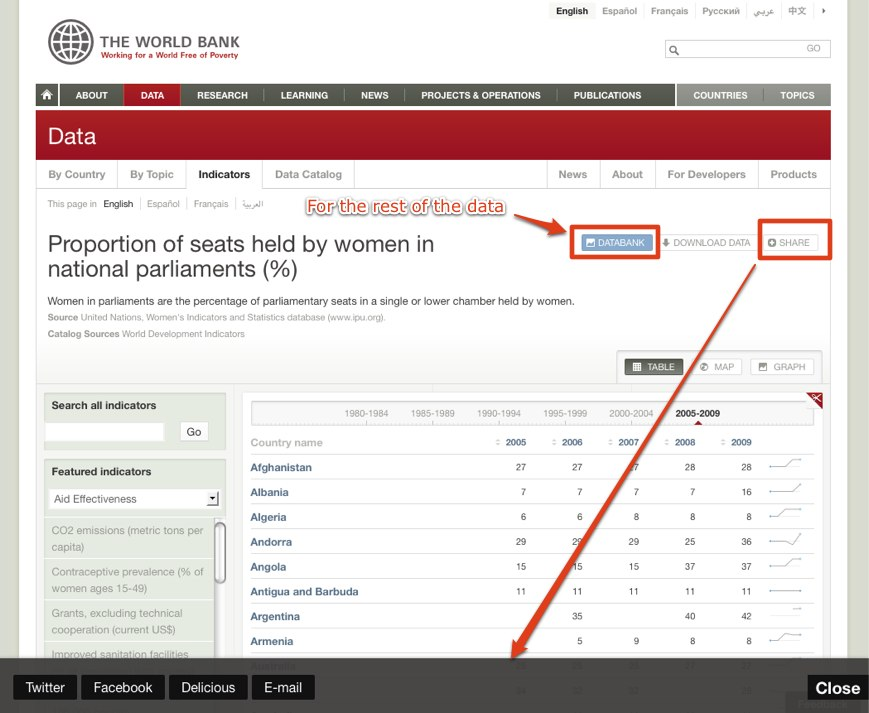 English Español Français Русский عربي 中文
THE WORLD BANK
Working for a World Free of Poverty
GO
ABOUT DATA RESEARCH LEARNING NEWS PROJECTS & OPERATIONS PUBLICATIONS COUNTRIES TOPICS
Data
By Country By Topic Indicators Data Catalog News About For Developers Products
This page in English Español Français العربية
For the rest of the data
DATABANK DOWNLOAD DATA SHARE
Proportion of seats held by women in
national parliaments (%)
Women in parliaments are the percentage of parliamentary seats in a single or lower chamber held by women.
Source United Nations, Women's Indicators and Statistics database (www.ipu.org).
Catalog Sources World Development Indicators
TABLE MAP GRAPH
Search all indicators
Go
Featured indicators
Aid Effectiveness
CO2 emissions (metric tons per
capita)
Contraceptive prevalence (% of
women ages 15-49)
Grants, excluding technical
cooperation (current US$)
Improved sanitation facilities
1980-1984 1985-1989 1990-1994 1995-1999 2000-2004 2005-2009
Country name 2005 2006 2007 2008 2009
Afghanistan 27 27 27 28 28
Albania 7 7 7 7 16
Algeria 6 6 8 8 8
Andorra 29 29 29 25 36
Angola 15 15 15 37 37
Antigua and Barbuda 11 11 11 11 11
Argentina 35 40 42
Armenia 5 9 8 8
Australia
Twitter Facebook Delicious E-mail Close
Feedback